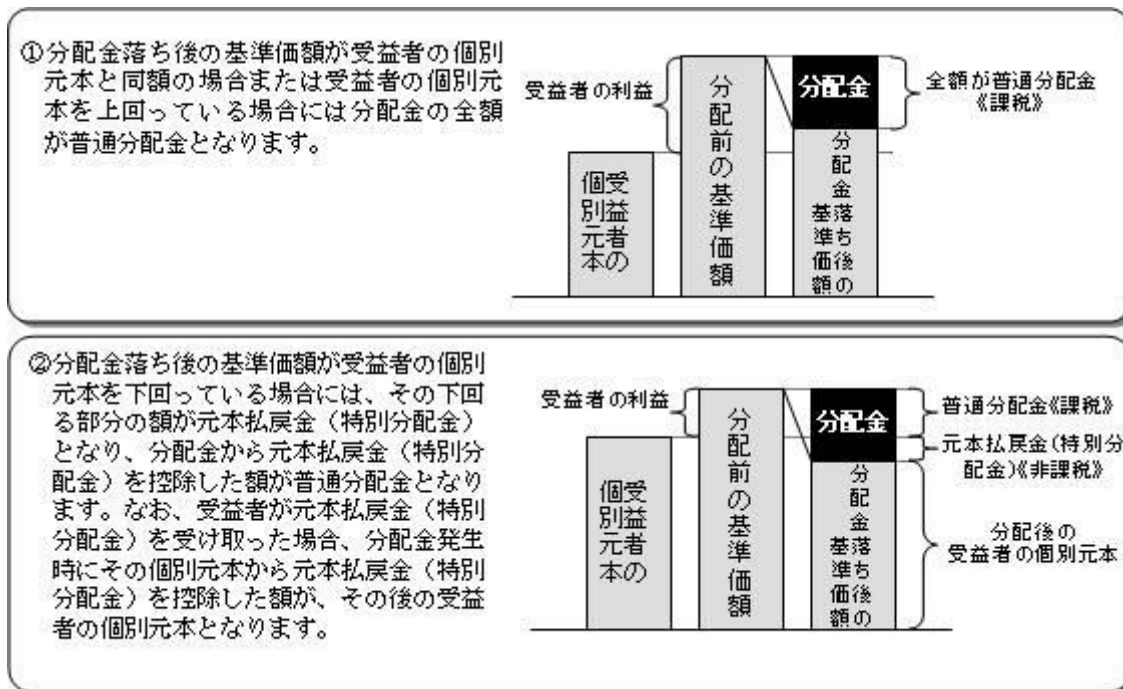 ①分配金落ち後の基準価額が受益者の個別
元本と同額の場合または受益者の個別元
本を上回っている場合には分配金の全額
が普通分配金となります。
受益者の利益
受益者の
個別元本
分配前の基準価額
分配金
分配金落ち後の
基準価額
全額が普通分配金
《課税》
②分配金落ち後の基準価額が受益者の個別
元本を下回っている場合には、その下回
る部分の額が元本払戻金（特別分配金）
となり、分配金から元本払戻金（特別分
配金）を控除した額が普通分配金となり
ます。なお、受益者が元本払戻金（特別
分配金）を受け取った場合、分配金発生
時にその個別元本から元本払戻金（特別
分配金）を控除した額が、その後の受益
者の個別元本となります。
受益者の利益
受益者の
個別元本
分配前の基準価額
分配金
分配金落ち後の
基準価額
普通分配金《課税》
元本払戻金（特別分
配金）《非課税》
分配後の
受益者の個別元本